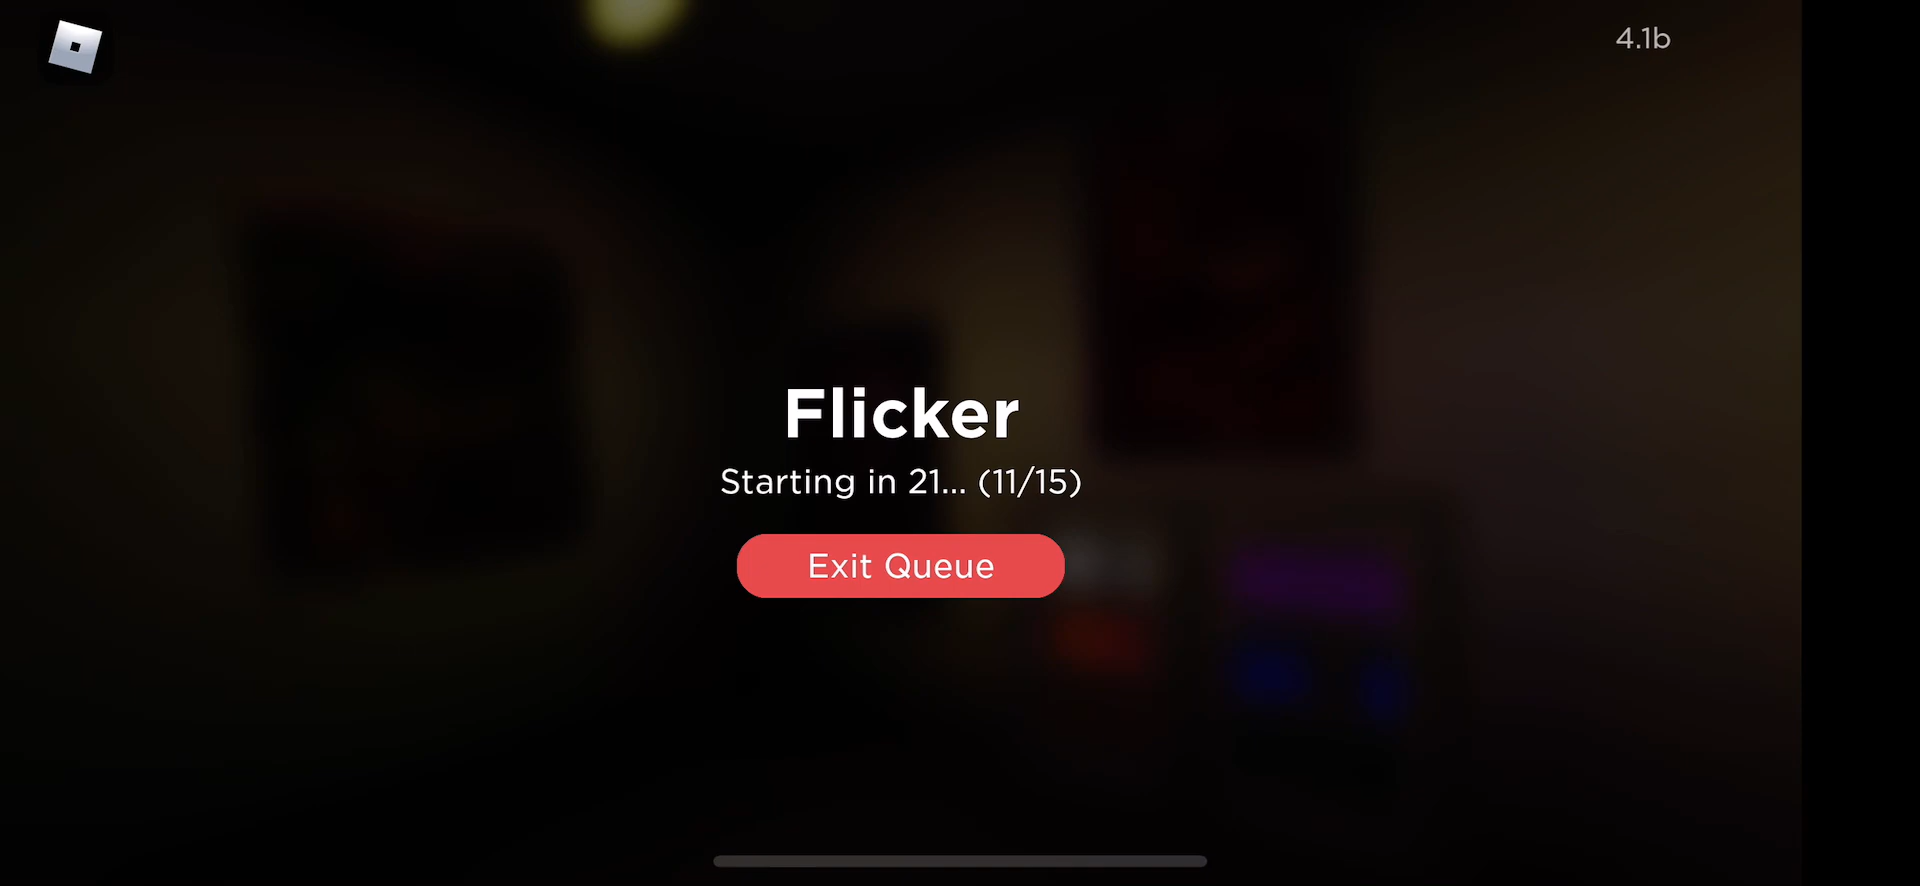 4.1b
Flicker
Starting in 21... (11/15)
Exit Queue